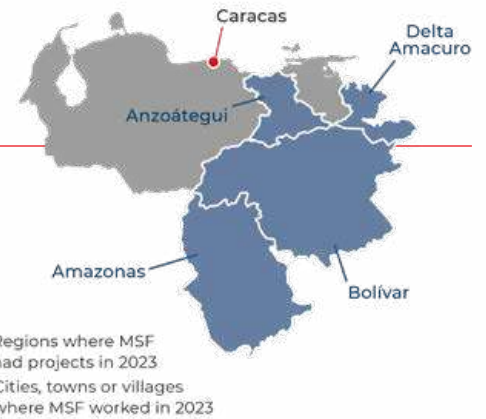 Caracas
Delta
Amacuro
Anzoátegui
Amazonas
Bolívar
Regions where MSF
had projects in 2023
Cities, towns or villages
where MSF worked in 2023